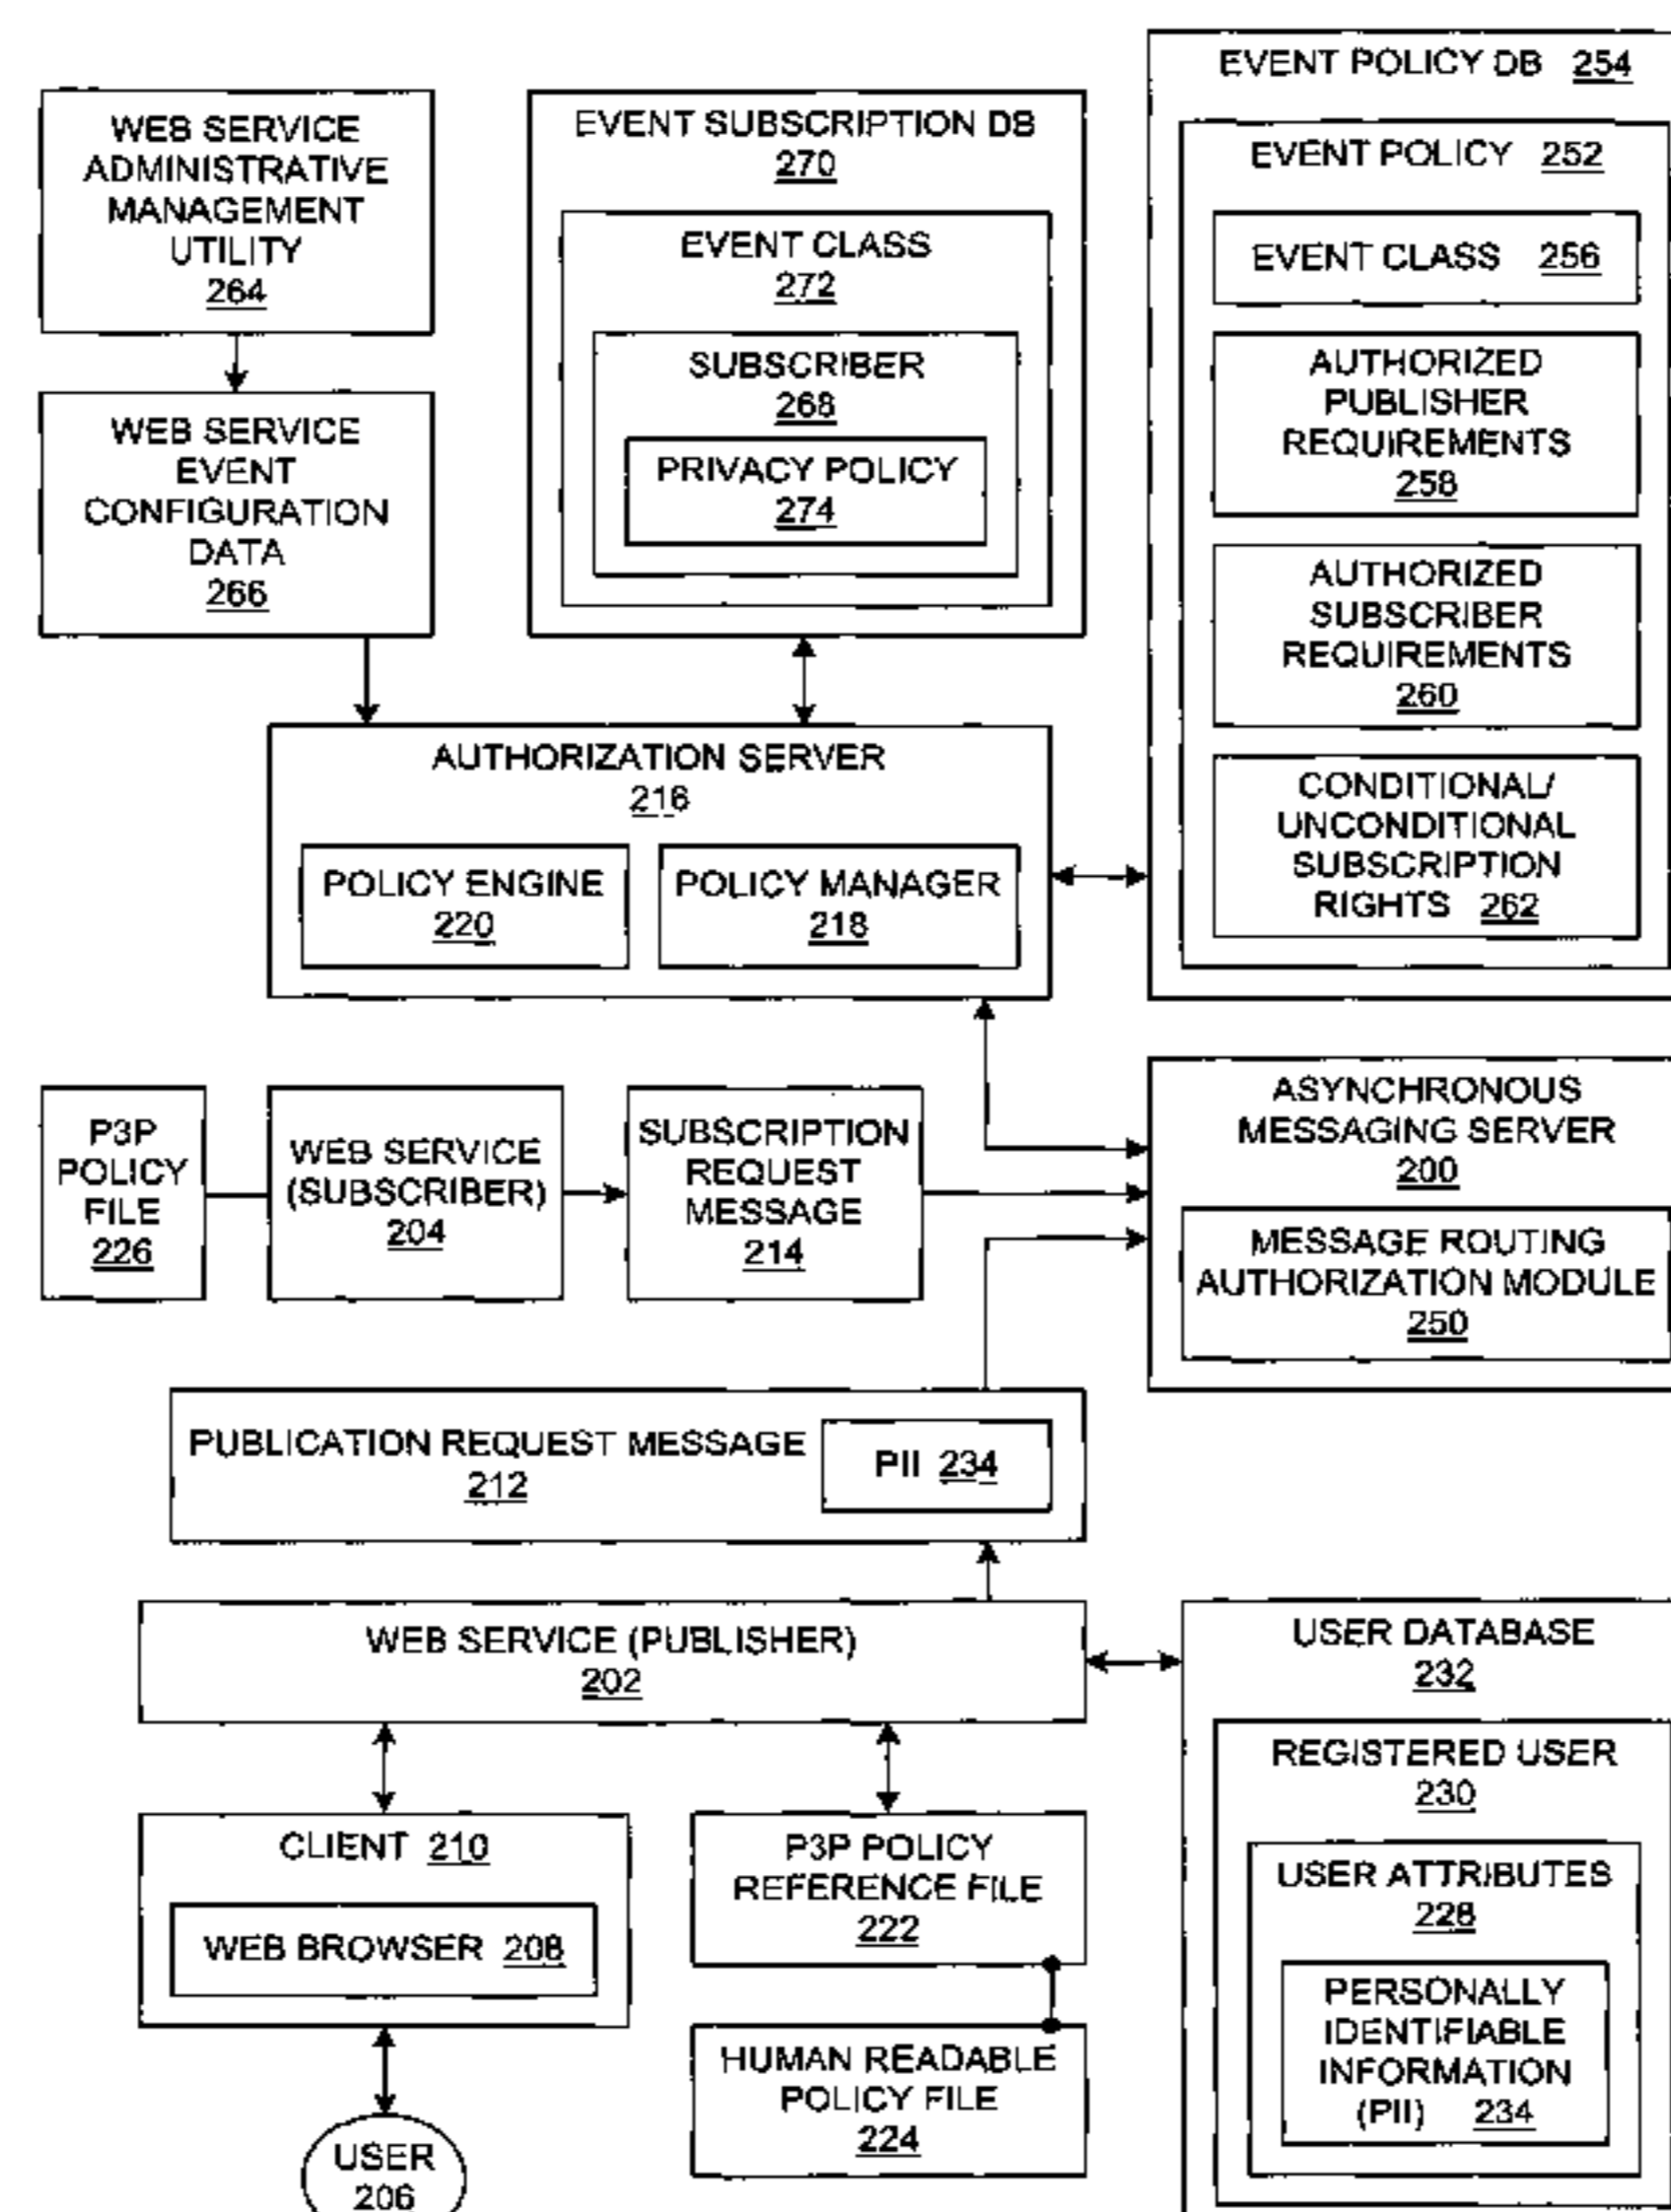 WEB SERVICE
ADMINISTRATIVE
MANAGEMENT
UTILITY
264
WEB SERVICE
EVENT
CONFIGURATION
DATA
266
EVENT SUBSCRIPTION DB
270
EVENT CLASS
272
SUBSCRIBER
268
PRIVACY POLICY
274
EVENT POLICY DB 254
EVENT POLICY 252
EVENT CLASS 256
AUTHORIZED
PUBLISHER
REQUIREMENTS
258
AUTHORIZED
SUBSCRIBER
REQUIREMENTS
260
CONDITIONAL/
UNCONDITIONAL
SUBSCRIPTION
RIGHTS 262
AUTHORIZATION SERVER
216
POLICY ENGINE
220
POLICY MANAGER
218
P3P
POLICY
FILE
226
WEB SERVICE
(SUBSCRIBER)
204
SUBSCRIPTION
REQUEST
MESSAGE
214
ASYNCHRONOUS
MESSAGING SERVER
200
MESSAGE ROUTING
AUTHORIZATION MODULE
250
PUBLICATION REQUEST MESSAGE
212
PII 234
WEB SERVICE (PUBLISHER)
202
USER DATABASE
232
REGISTERED USER
230
USER ATTRIBUTES
228
PERSONALLY
IDENTIFIABLE
INFORMATION
(PII) 234
CLIENT 210
WEB BROWSER 208
P3P POLICY
REFERENCE FILE
222
HUMAN READABLE
POLICY FILE
224
USER
206